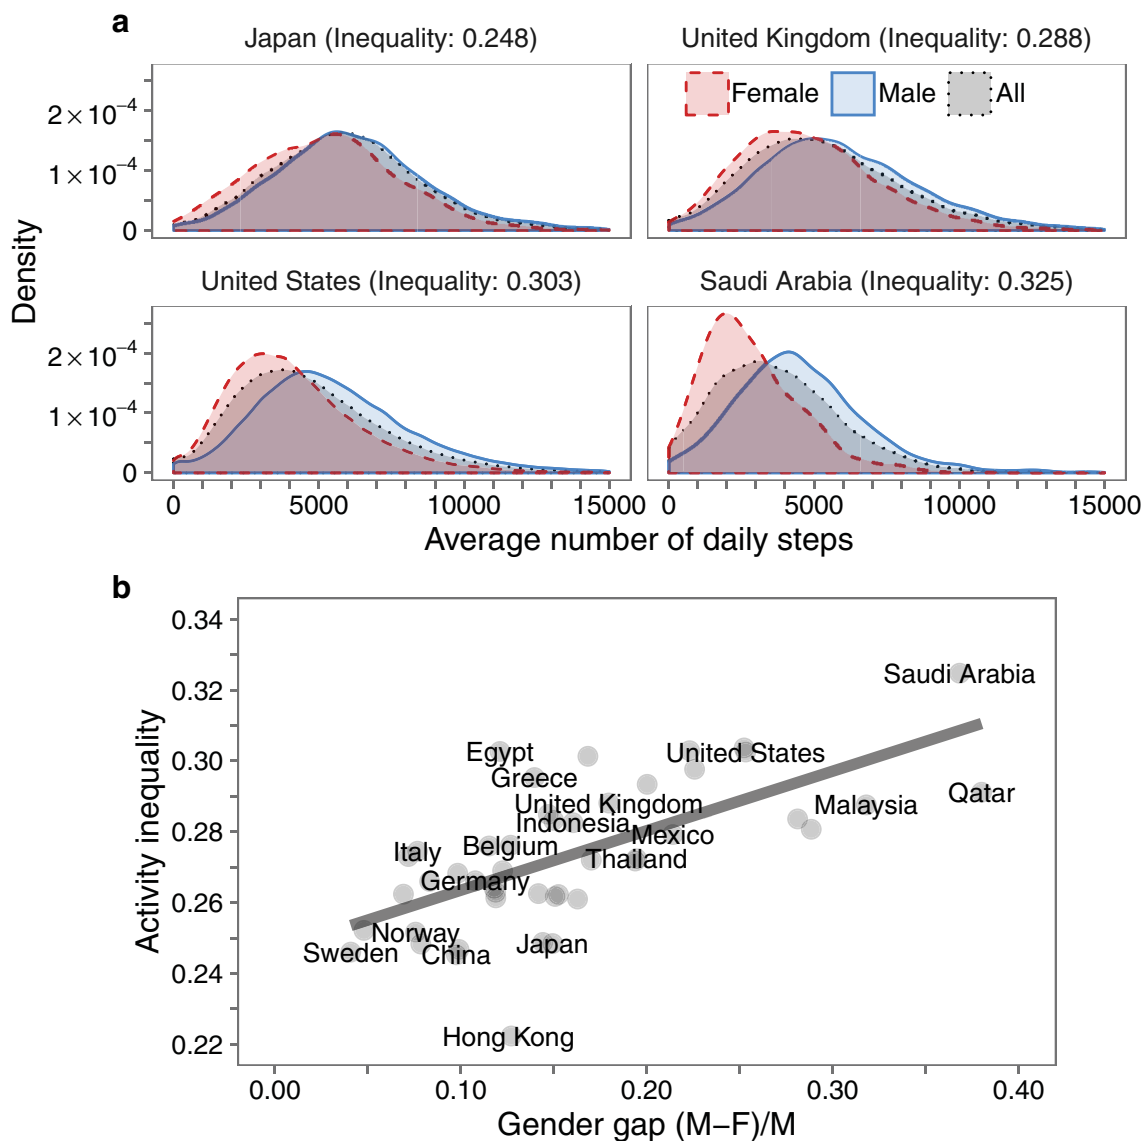 a
Japan (Inequality: 0.248)
United Kingdom (Inequality: 0.288)
Female
Male
All
2×10⁻⁴
1×10⁻⁴
0
Density
United States (Inequality: 0.303)
Saudi Arabia (Inequality: 0.325)
2×10⁻⁴
1×10⁻⁴
0
0 5000 10000 15000
0 5000 10000 15000
Average number of daily steps
b
0.34
0.32
0.30
0.28
0.26
0.24
0.22
Activity inequality
Saudi Arabia
Egypt
United States
Greece
Qatar
United Kingdom
Malaysia
Indonesia
Mexico
Belgium
Italy
Thailand
Germany
Norway
Japan
Sweden
China
Hong Kong
0.00 0.10 0.20 0.30 0.40
Gender gap (M−F)/M